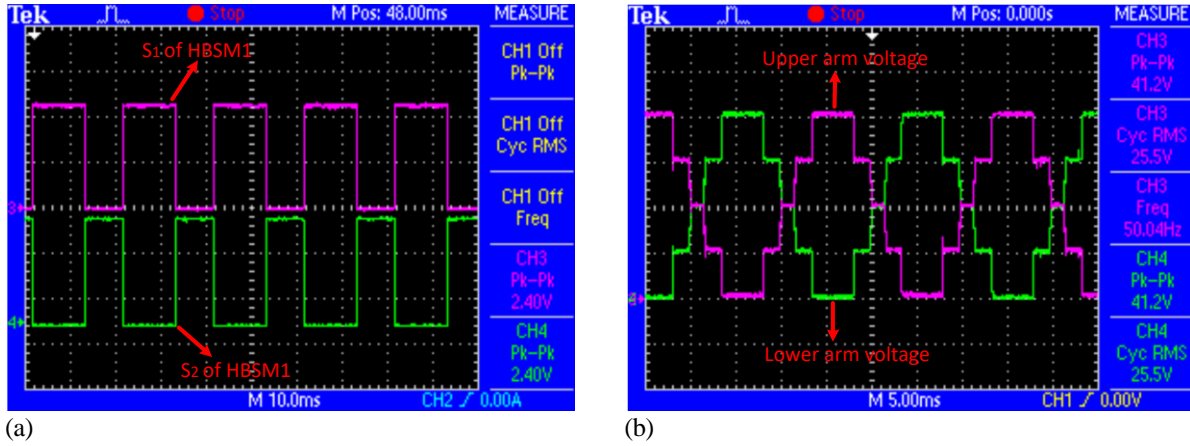 Tek
Stop
M Pos: 48.00ms
MEASURE
S1 of HBSM1
CH1 Off
Pk-Pk
CH1 Off
Cyc RMS
CH1 Off
Freq
3
CH3
Pk-Pk
2.40V
4
CH4
Pk-Pk
2.40V
S2 of HBSM1
M 10.0ms
CH2 / 0.00A
(a)
Tek
Stop
M Pos: 0.000s
MEASURE
Upper arm voltage
CH3
Pk-Pk
41.2V
CH3
Cyc RMS
25.5V
CH3
Freq
50.04Hz
CH4
Pk-Pk
41.2V
Lower arm voltage
CH4
Cyc RMS
25.5V
M 5.00ms
CH1 / 0.00V
(b)